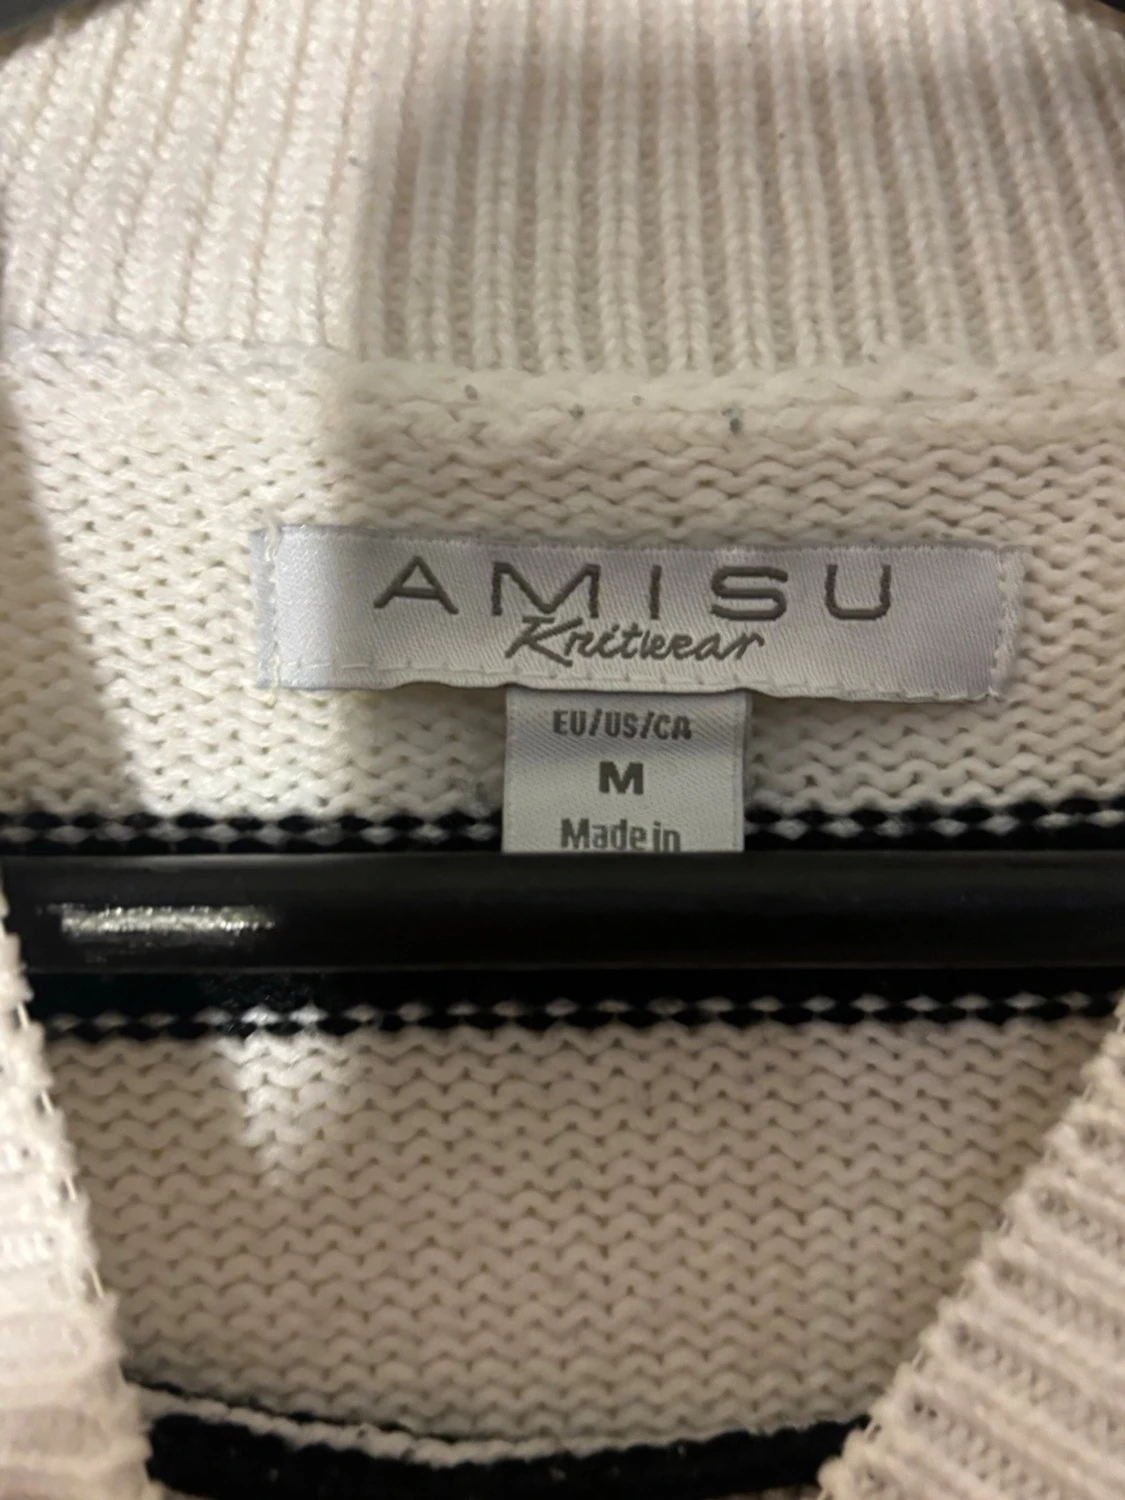 AMISU
Knitwear
EU/US/CA
M
Made in